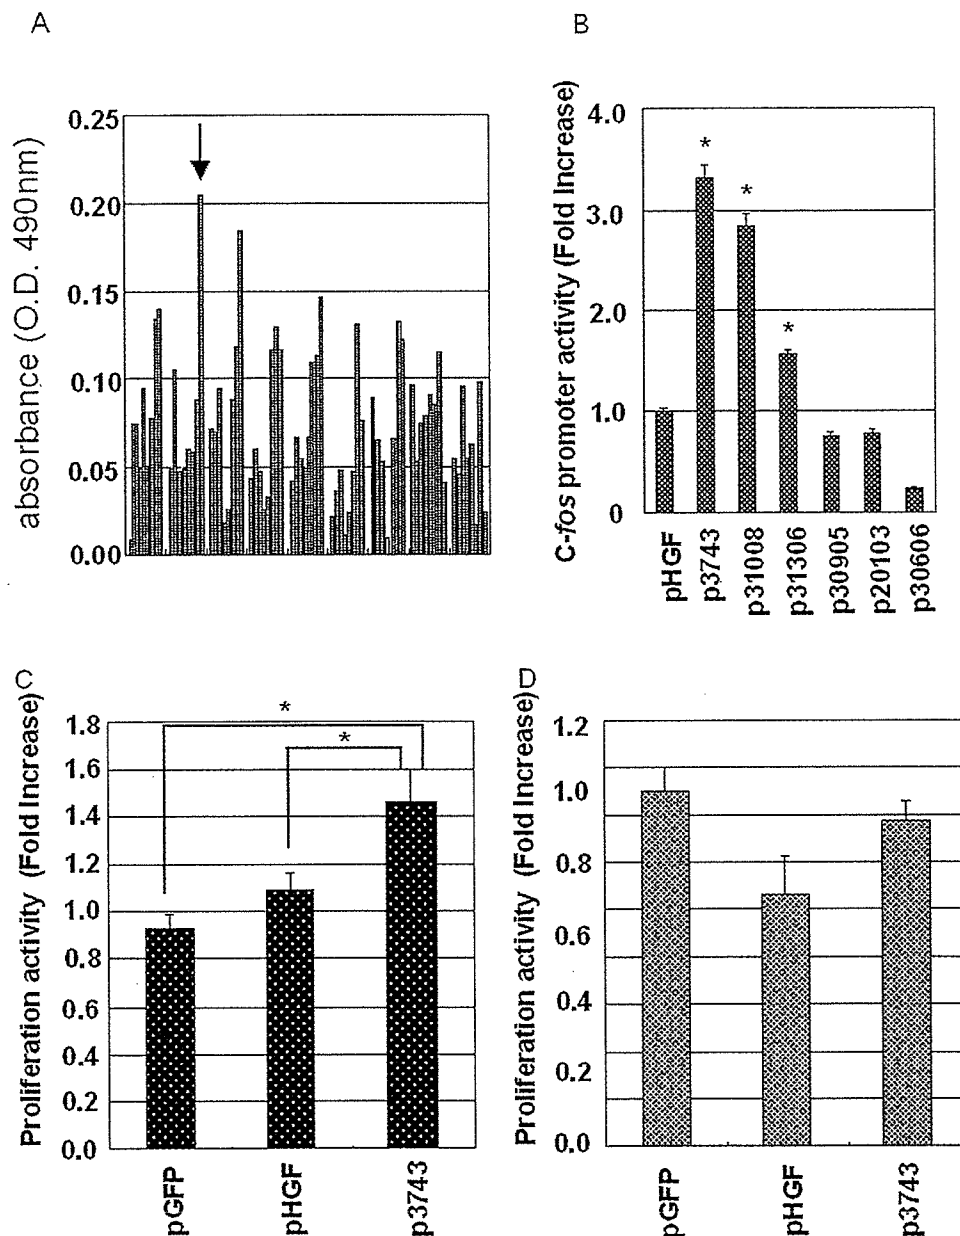 A
absorbance (O.D. 490nm)
0.25
0.20
0.15
0.10
0.05
0.00
B
C-fos promoter activity (Fold Increase)
4.0
3.0
2.0
1.0
0
*
*
*
pHGF
p3743
p31008
p31306
p30905
p20103
p30606
C
Proliferation activity (Fold Increase)
1.8
1.6
1.4
1.2
1.0
0.8
0.6
0.4
0.2
0.0
*
*
pGFP
pHGF
p3743
D
Proliferation activity (Fold Increase)
1.2
1.0
0.8
0.6
0.4
0.2
0.0
pGFP
pHGF
p3743